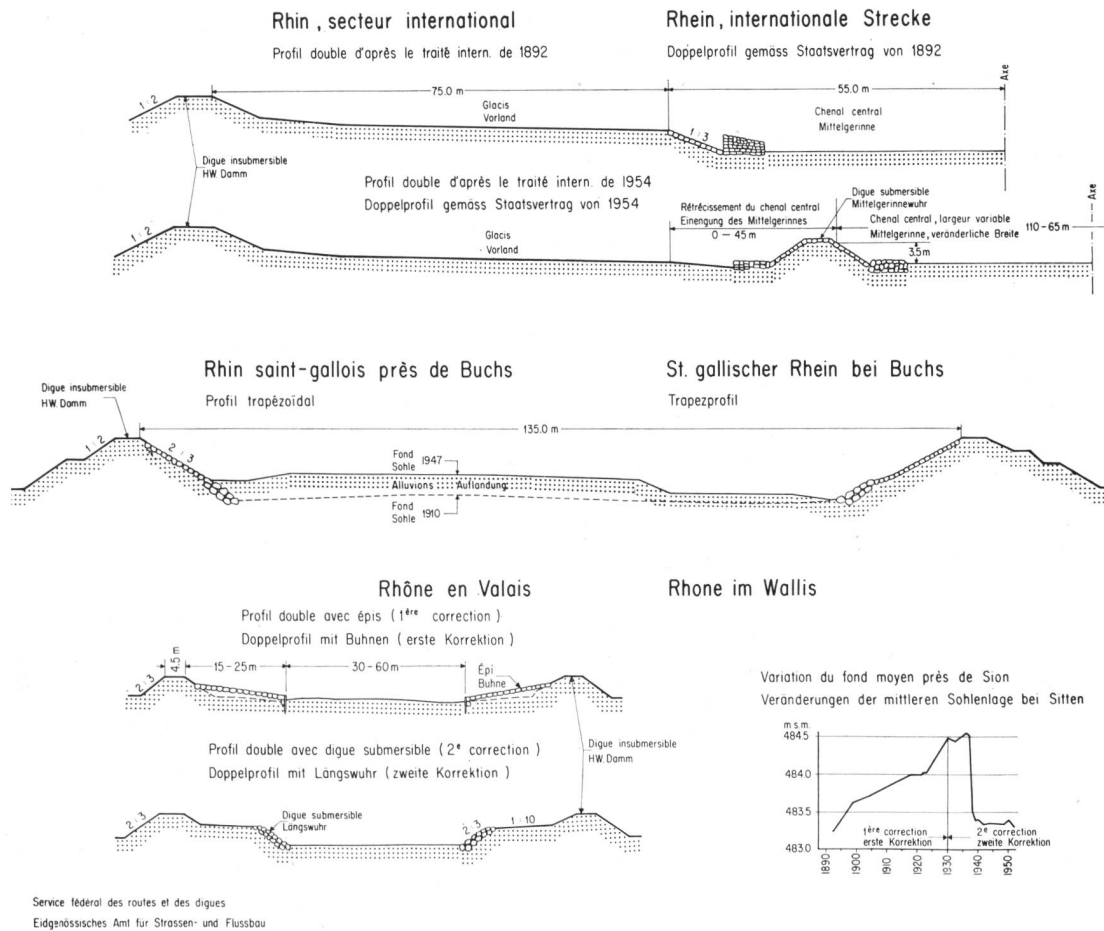 Rhin, secteur international
Profil double d'après le traité intern. de 1892
Rhein, internationale Strecke
Doppelprofil gemäss Staatsvertrag von 1892
1 : 2
75.0 m
55.0 m
Axe
Glacis
Vorland
1 : 3
Chenal central
Mittelgerinne
Digue insubmersible
HW. Damm
Profil double d'après le traité intern. de 1954
Doppelprofil gemäss Staatsvertrag von 1954
1 : 2
Glacis
Vorland
Rétrécissement du chenal central
Einengung des Mittelgerinnes
0 – 45m
Digue submersible
Mittelgerinnewuhr
Chenal central, largeur variable
Mittelgerinne, veränderliche Breite
110 – 65 m
3.5m
Axe
Rhin saint-gallois près de Buchs
Profil trapézoïdal
St. gallischer Rhein bei Buchs
Trapezprofil
Digue insubmersible
HW. Damm
1 : 2
2 : 3
135.0 m
Fond
Sohle 1947
Alluvions Auflandung
Fond
Sohle 1910
Rhône en Valais
Rhone im Wallis
Profil double avec épis ( 1ère correction )
Doppelprofil mit Buhnen ( erste Korrektion )
2 : 3
4.5 m
15 – 25 m
30 – 60 m
Épi
Buhne
Profil double avec digue submersible ( 2e correction )
Doppelprofil mit Längswuhr ( zweite Korrektion )
Digue insubmersible
HW. Damm
2 : 3
Digue submersible
Längswuhr
2 : 3
1 : 10
Variation du fond moyen près de Sion
Veränderungen der mittleren Sohlenlage bei Sitten
m s.m.
484.5
484.0
483.5
483.0
1ère correction
erste Korrektion
2e correction
zweite Korrektion
1890
1900
1910
1920
1930
1940
1950
Service fédéral des routes et des digues
Eidgenössisches Amt für Strassen- und Flussbau